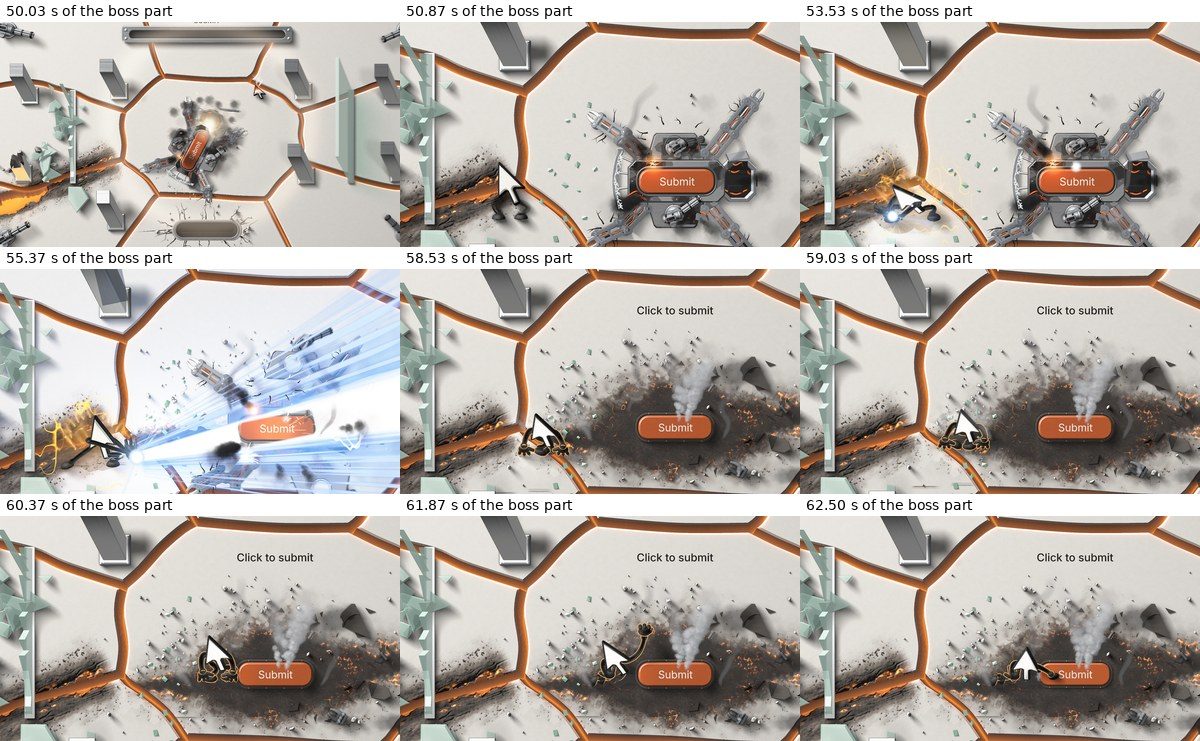 50.03 s of the boss part
50.87 s of the boss part
53.53 s of the boss part
Submit
Submit
Submit
55.37 s of the boss part
58.53 s of the boss part
59.03 s of the boss part
Click to submit
Click to submit
Submit
Submit
Submit
60.37 s of the boss part
61.87 s of the boss part
62.50 s of the boss part
Click to submit
Click to submit
Click to submit
Submit
Submit
Submit